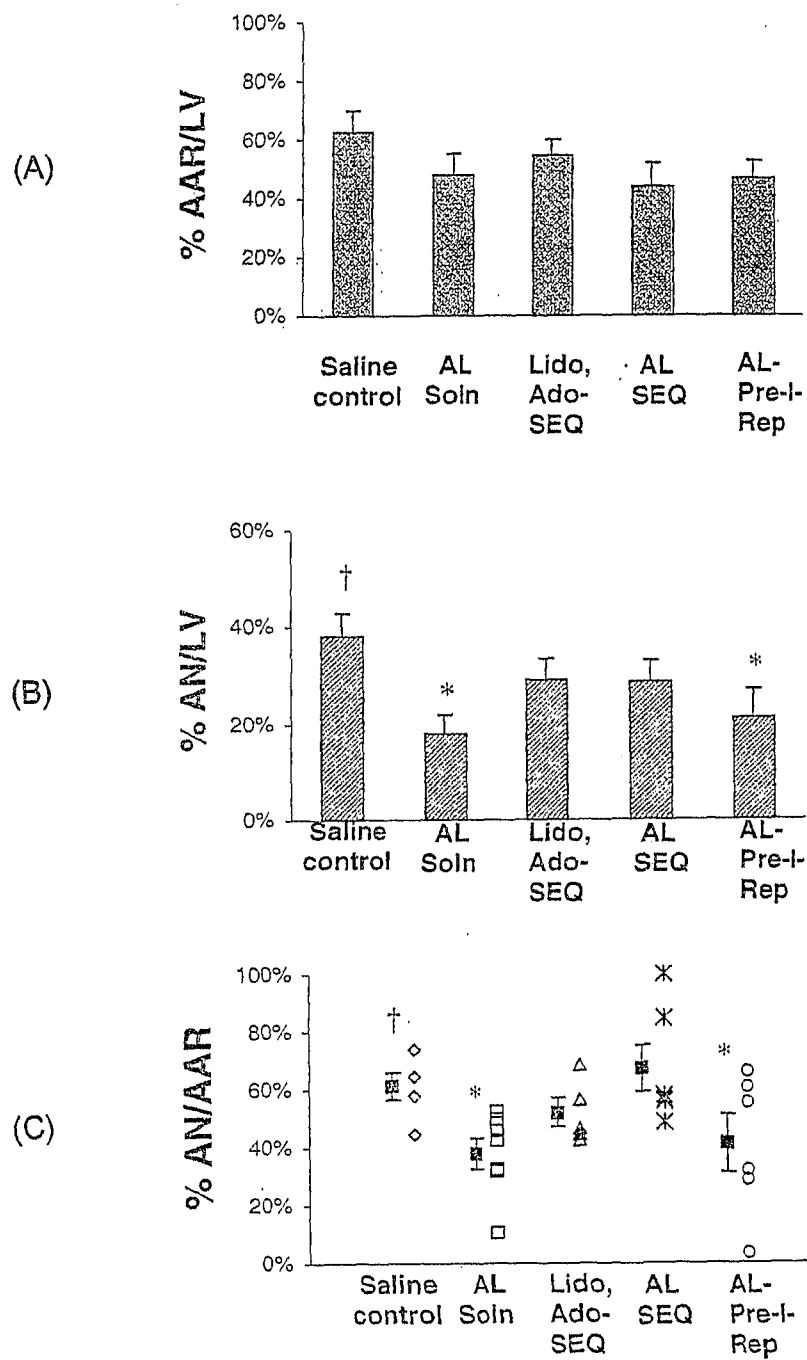 (A)
% AAR/LV
100%
80%
60%
40%
20%
0%
Saline control
AL Soln
Lido, Ado-SEQ
AL SEQ
AL-Pre-I-Rep
(B)
% AN/LV
60%
40%
20%
0%
†
*
*
Saline control
AL Soln
Lido, Ado-SEQ
AL SEQ
AL-Pre-I-Rep
(C)
% AN/AAR
100%
80%
60%
40%
20%
0%
†
*
*
Saline control
AL Soln
Lido, Ado-SEQ
AL SEQ
AL-Pre-I-Rep